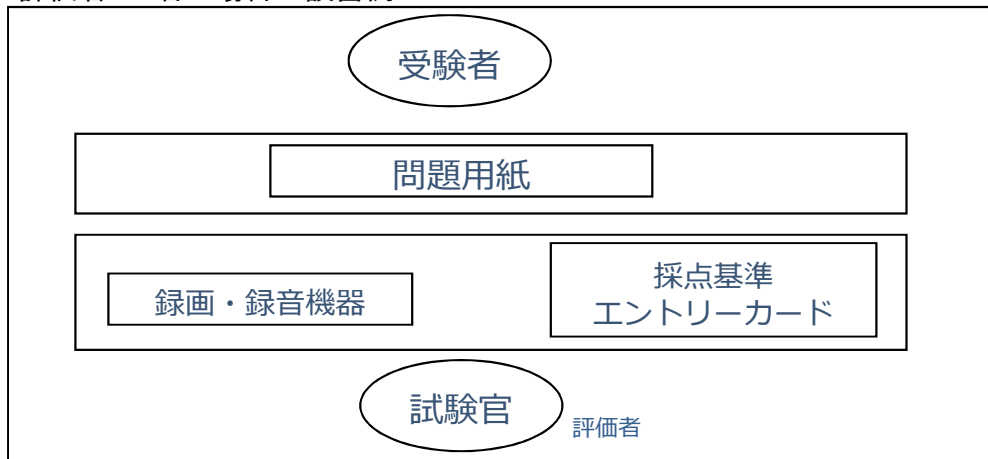 受験者
問題用紙
録画・録音機器
採点基準
エントリーカード
試験官
評価者